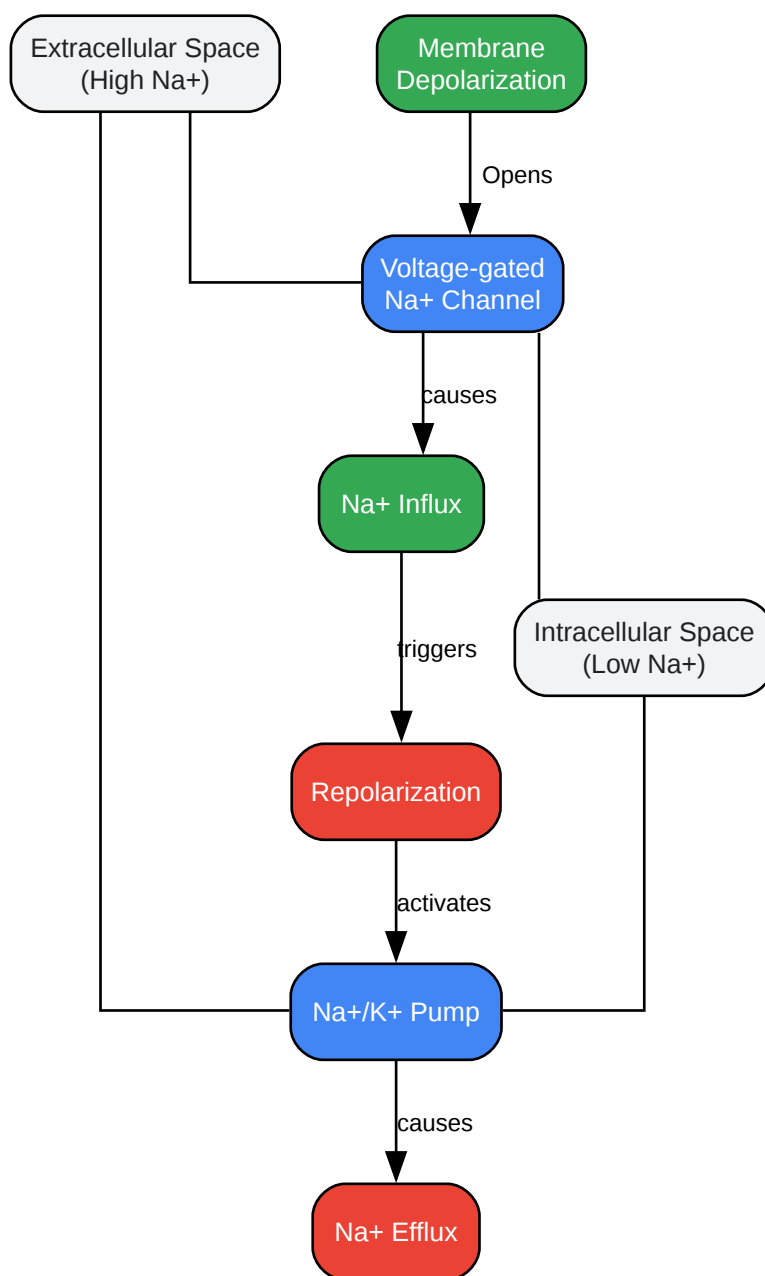 Extracellular Space
(High Na+)
Membrane
Depolarization
Opens
Voltage-gated
Na+ Channel
causes
Na+ Influx
triggers
Intracellular Space
(Low Na+)
Repolarization
activates
Na+/K+ Pump
causes
Na+ Efflux